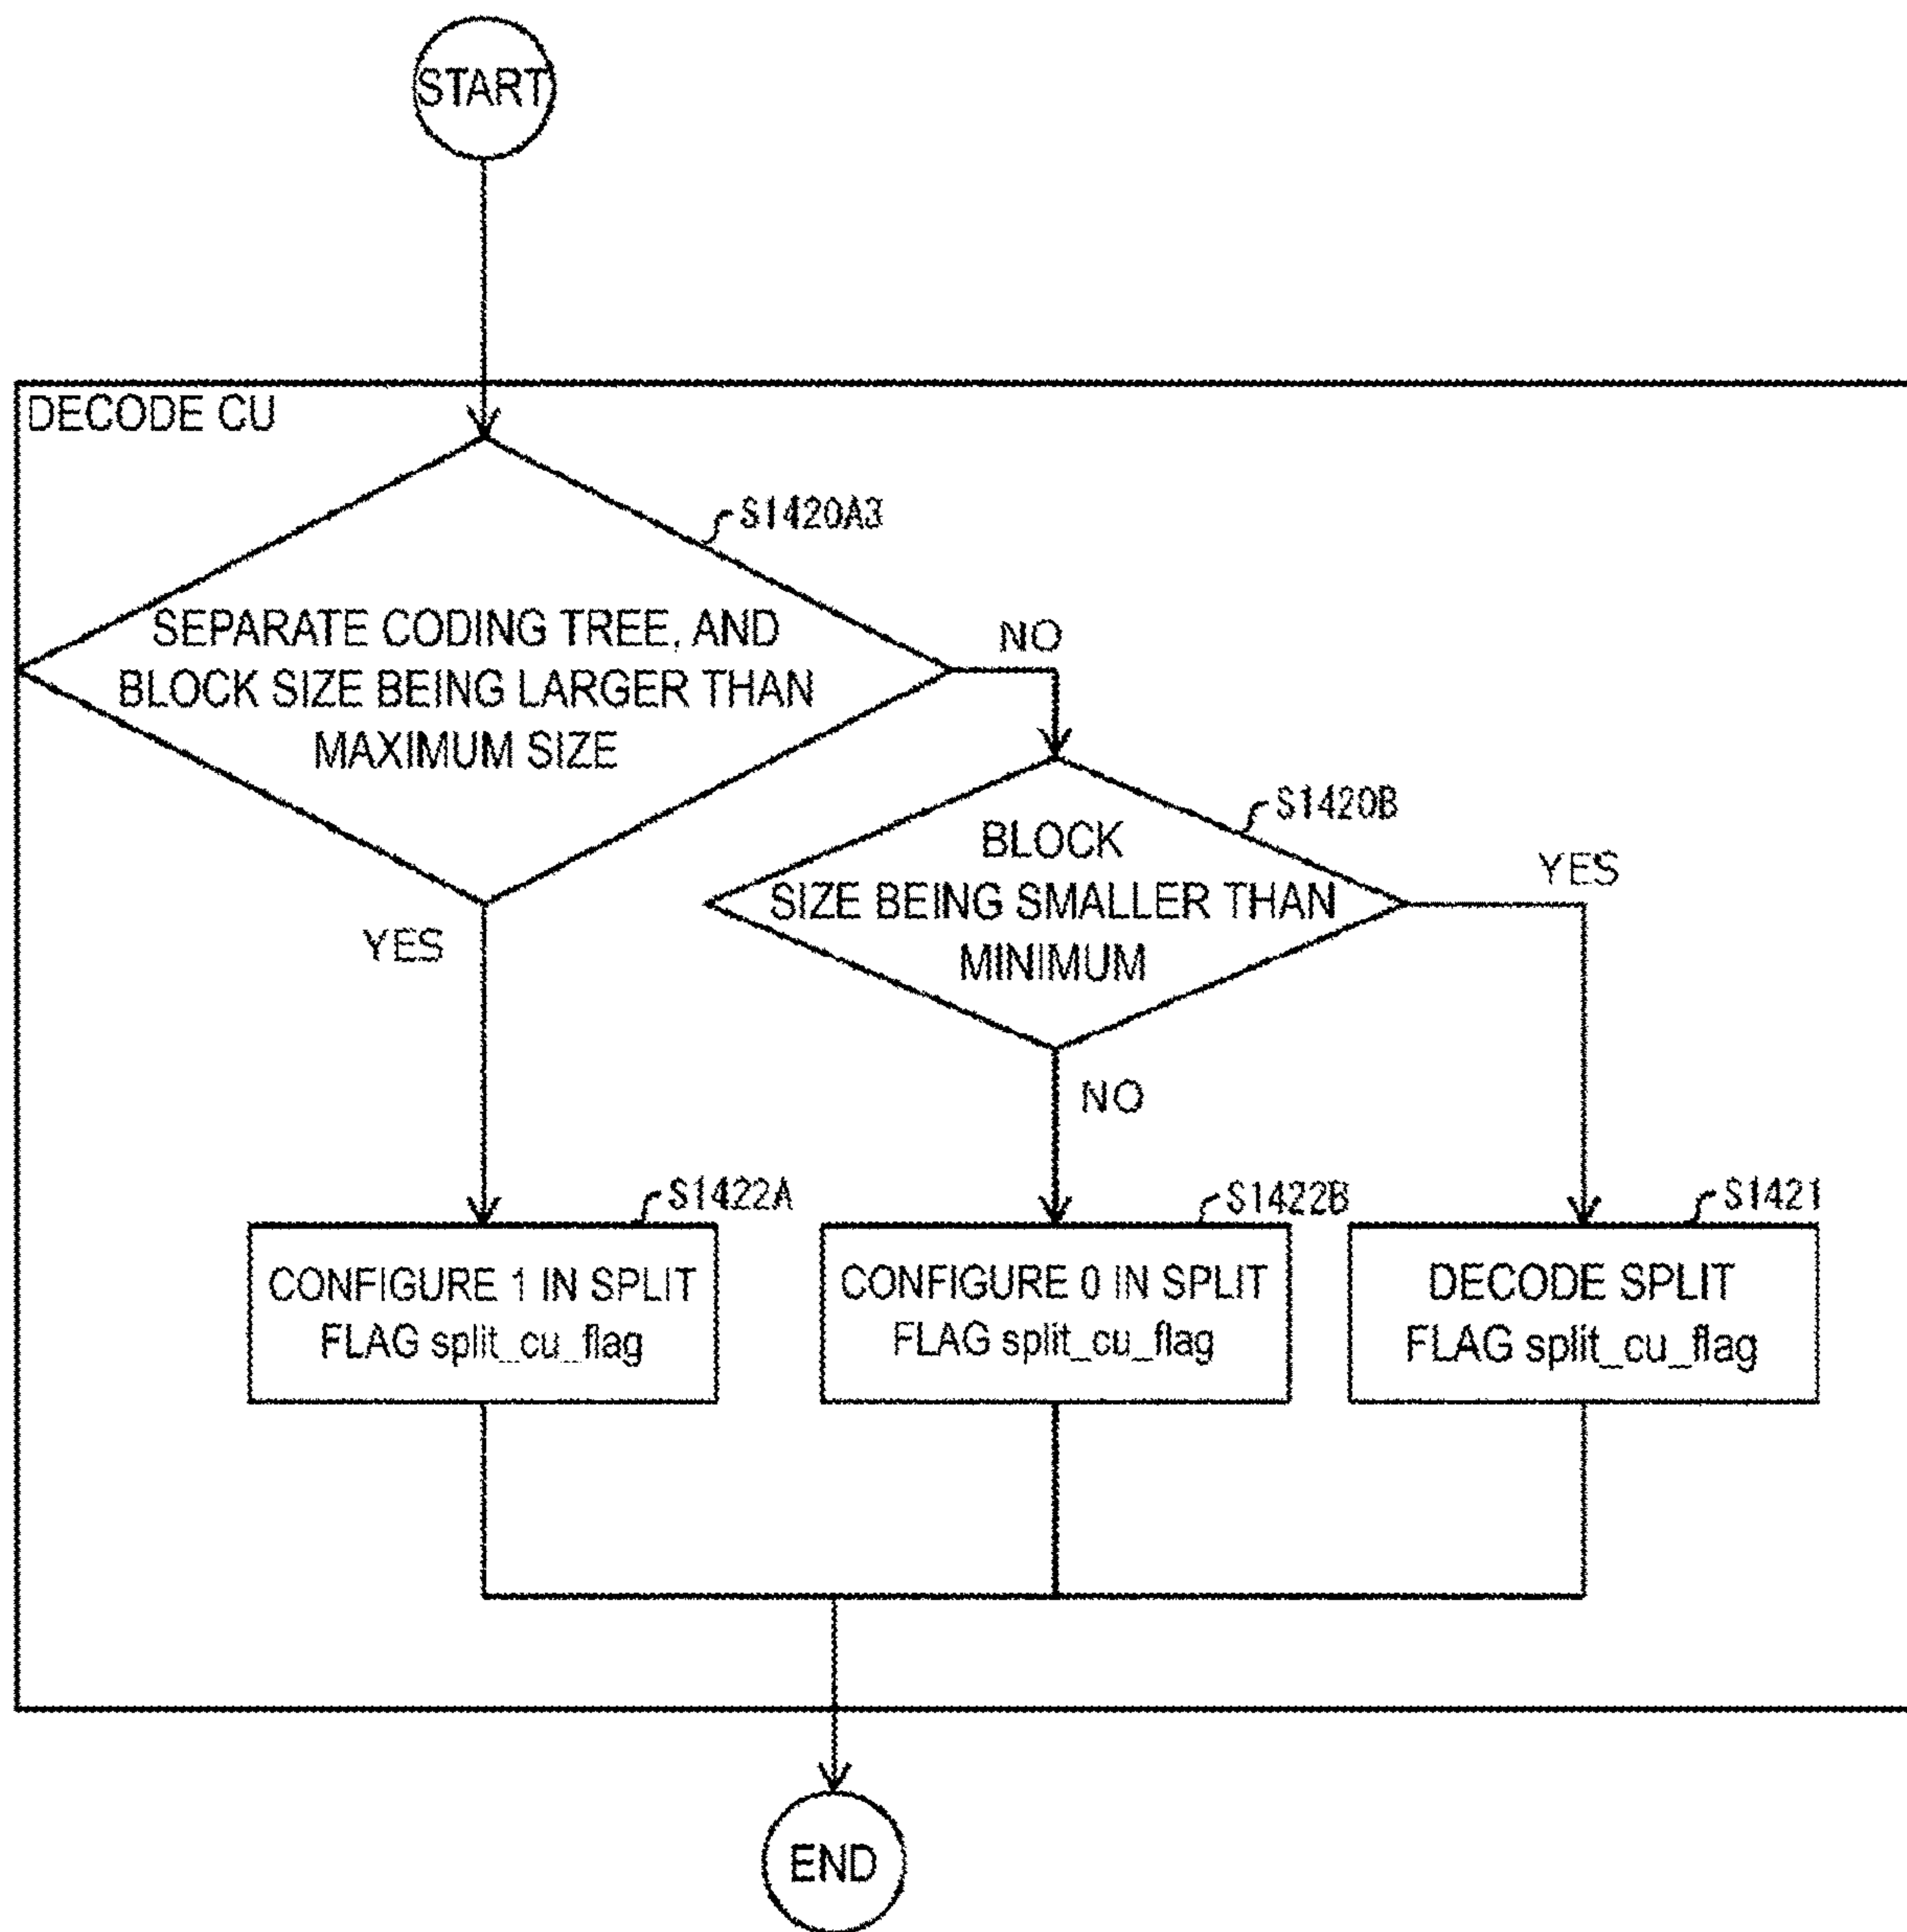 START
DECODE CU
S1420A3
SEPARATE CODING TREE, AND
BLOCK SIZE BEING LARGER THAN
MAXIMUM SIZE
NO
YES
S1420B
BLOCK
SIZE BEING SMALLER THAN
MINIMUM
YES
NO
S1422A
CONFIGURE 1 IN SPLIT
FLAG split_cu_flag
S1422B
CONFIGURE 0 IN SPLIT
FLAG split_cu_flag
S1421
DECODE SPLIT
FLAG split_cu_flag
END